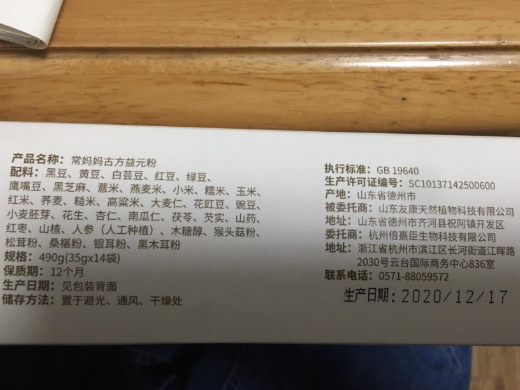 产品名称：常妈妈古方益元粉
配料：黑豆、黄豆、白芸豆、红豆、绿豆、
鹰嘴豆、黑芝麻、薏米、燕麦米、小米、糯米、玉米、
红米、荞麦、糙米、高粱米、大麦仁、花豇豆、豌豆、
小麦胚芽、花生、杏仁、南瓜仁、茯苓、芡实、山药、
红枣、山楂、人参（人工种植）、木糖醇、猴头菇粉、
松茸粉、桑椹粉、银耳粉、黑木耳粉
规格：490g(35gx14袋)
保质期：12个月
生产日期：见包装背面
储存方法：置于避光、通风、干燥处
执行标准：GB 19640
生产许可证编号：SC10137142500600
产地：山东省德州市
被委托商：山东友康天然植物科技有限公司
地址：山东省德州市齐河县祝阿镇开发区
委托商：杭州倍嘉臣生物科技有限公司
地址：浙江省杭州市滨江区长河街道江晖路
2030号云台国际商务中心836室
联系电话：0571-88059572
生产日期：2020/12/17